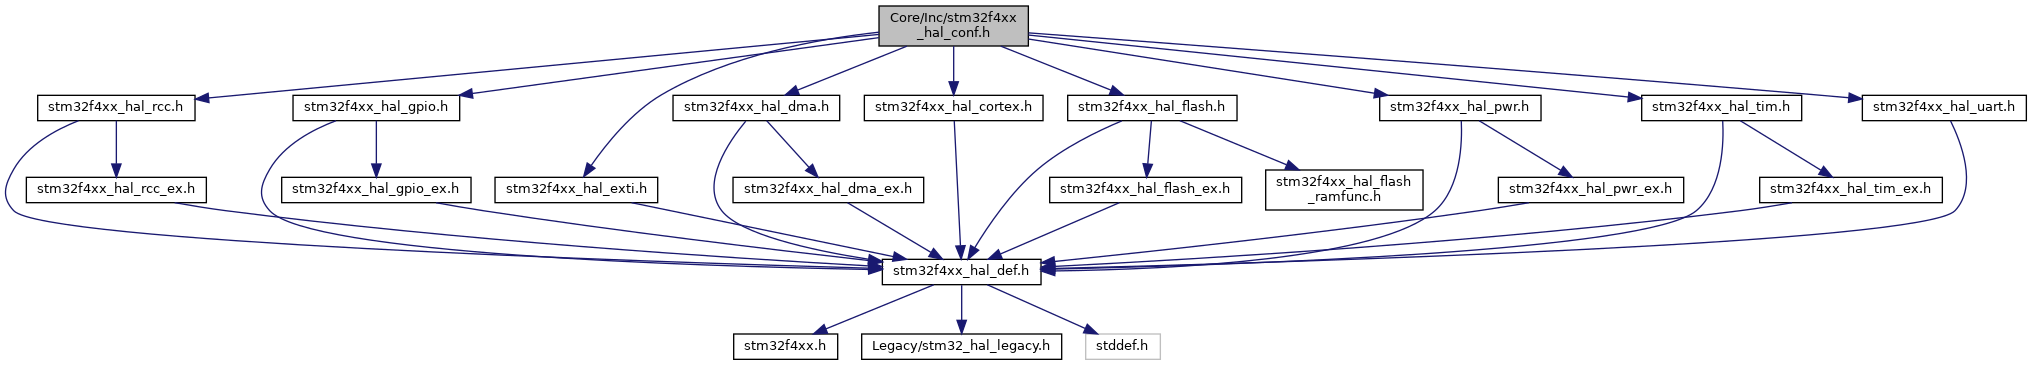 Core/Inc/stm32f4xx
_hal_conf.h
stm32f4xx_hal_rcc.h
stm32f4xx_hal_gpio.h
stm32f4xx_hal_dma.h
stm32f4xx_hal_cortex.h
stm32f4xx_hal_flash.h
stm32f4xx_hal_pwr.h
stm32f4xx_hal_tim.h
stm32f4xx_hal_uart.h
stm32f4xx_hal_rcc_ex.h
stm32f4xx_hal_gpio_ex.h
stm32f4xx_hal_exti.h
stm32f4xx_hal_dma_ex.h
stm32f4xx_hal_flash_ex.h
stm32f4xx_hal_flash
_ramfunc.h
stm32f4xx_hal_pwr_ex.h
stm32f4xx_hal_tim_ex.h
stm32f4xx_hal_def.h
stm32f4xx.h
Legacy/stm32_hal_legacy.h
stddef.h